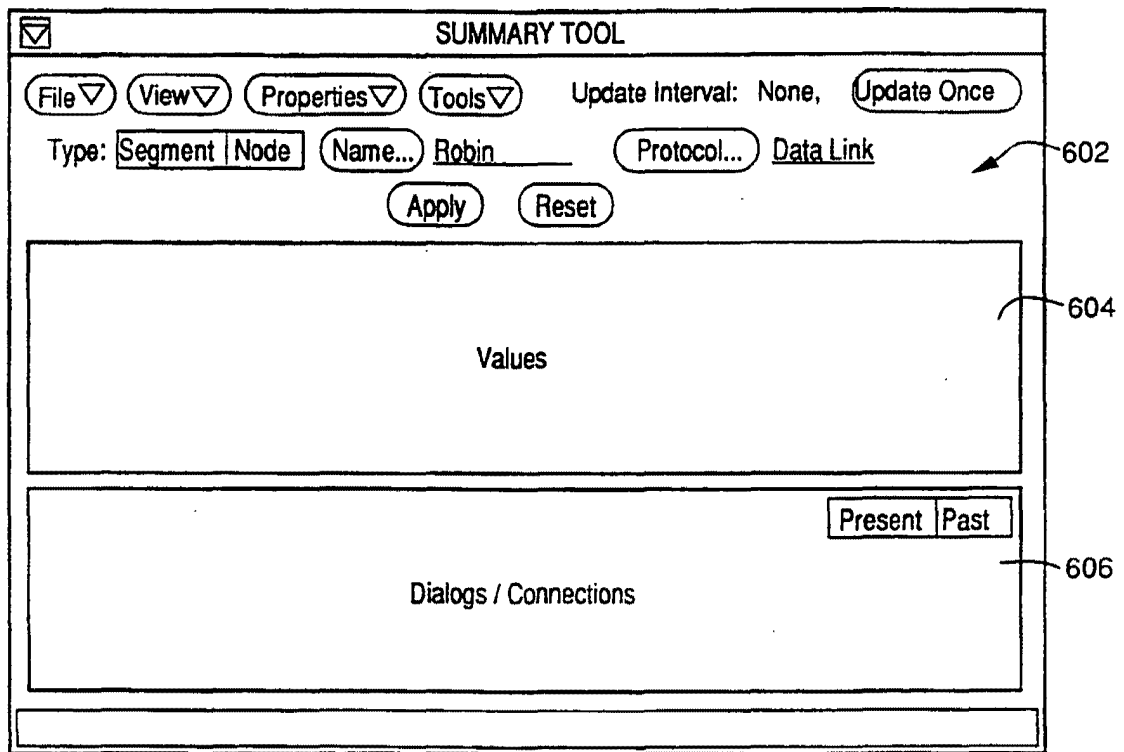 SUMMARY TOOL
File View Properties Tools Update Interval: None, Update Once
Type: Segment Node Name... Robin Protocol... Data Link
602
Apply Reset
604
Values
Present Past
606
Dialogs / Connections